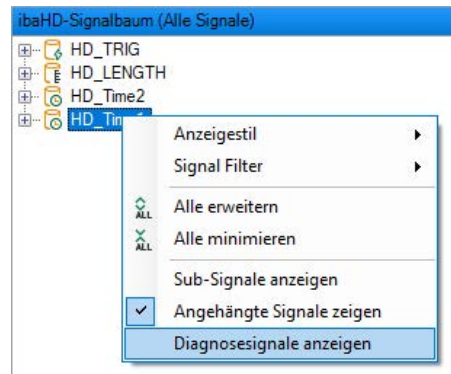 ibaHD-Signalbaum (Alle Signale)
HD_TRIG
HD_LENGTH
HD_Time2
HD_Time1
Anzeigestil
Signal Filter
ALL Alle erweitern
ALL Alle minimieren
Sub-Signale anzeigen
Angehängte Signale zeigen
Diagnosesignale anzeigen